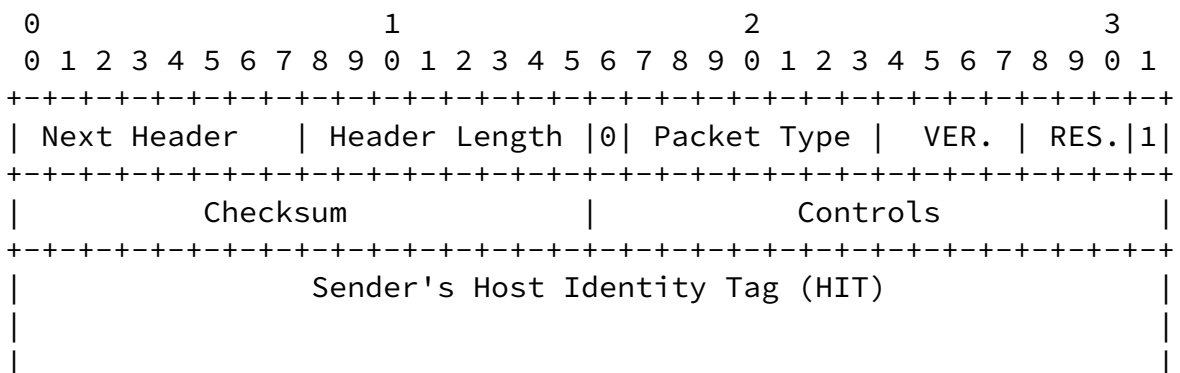 0                   1                   2                   3
 0 1 2 3 4 5 6 7 8 9 0 1 2 3 4 5 6 7 8 9 0 1 2 3 4 5 6 7 8 9 0 1
+-+-+-+-+-+-+-+-+-+-+-+-+-+-+-+-+-+-+-+-+-+-+-+-+-+-+-+-+-+-+-+-+
| Next Header   | Header Length |0| Packet Type |  VER. | RES.|1|
+-+-+-+-+-+-+-+-+-+-+-+-+-+-+-+-+-+-+-+-+-+-+-+-+-+-+-+-+-+-+-+-+
|          Checksum             |           Controls            |
+-+-+-+-+-+-+-+-+-+-+-+-+-+-+-+-+-+-+-+-+-+-+-+-+-+-+-+-+-+-+-+-+
|                Sender's Host Identity Tag (HIT)               |
|                                                               |
|                                                               |